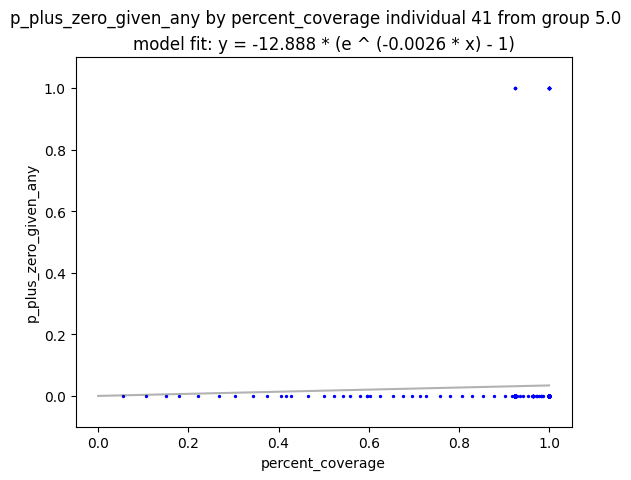 p_plus_zero_given_any by percent_coverage individual 41 from group 5.0
model fit: y = -12.888 * (e ^ (-0.0026 * x) - 1)
1.0
0.8
0.6
0.4
0.2
0.0
p_plus_zero_given_any
0.0 0.2 0.4 0.6 0.8 1.0
percent_coverage